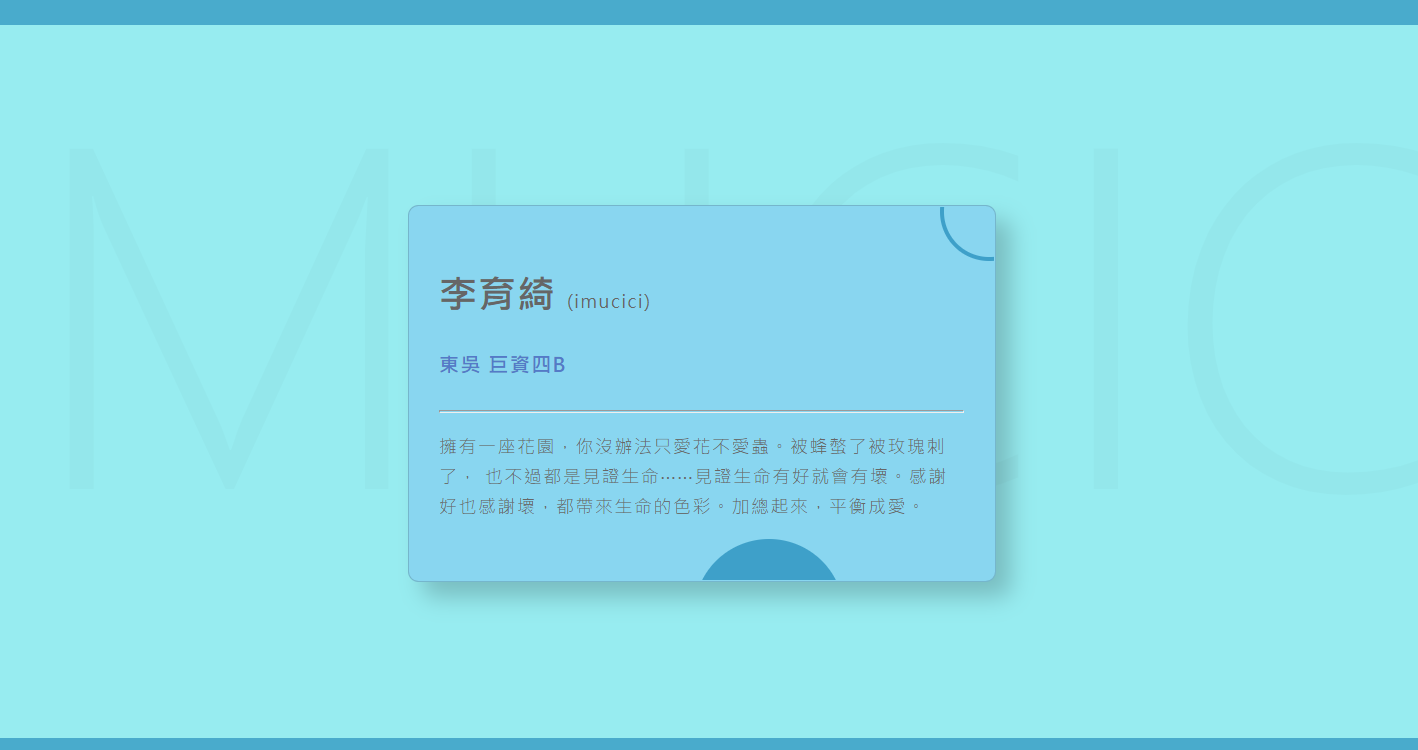 MUCIC
李育綺 (imucici)
東吳 巨資四B
擁有一座花園，你沒辦法只愛花不愛蟲。被蜂螫了被玫瑰刺
了， 也不過都是見證生命……見證生命有好就會有壞。感謝
好也感謝壞，都帶來生命的色彩。加總起來，平衡成愛。